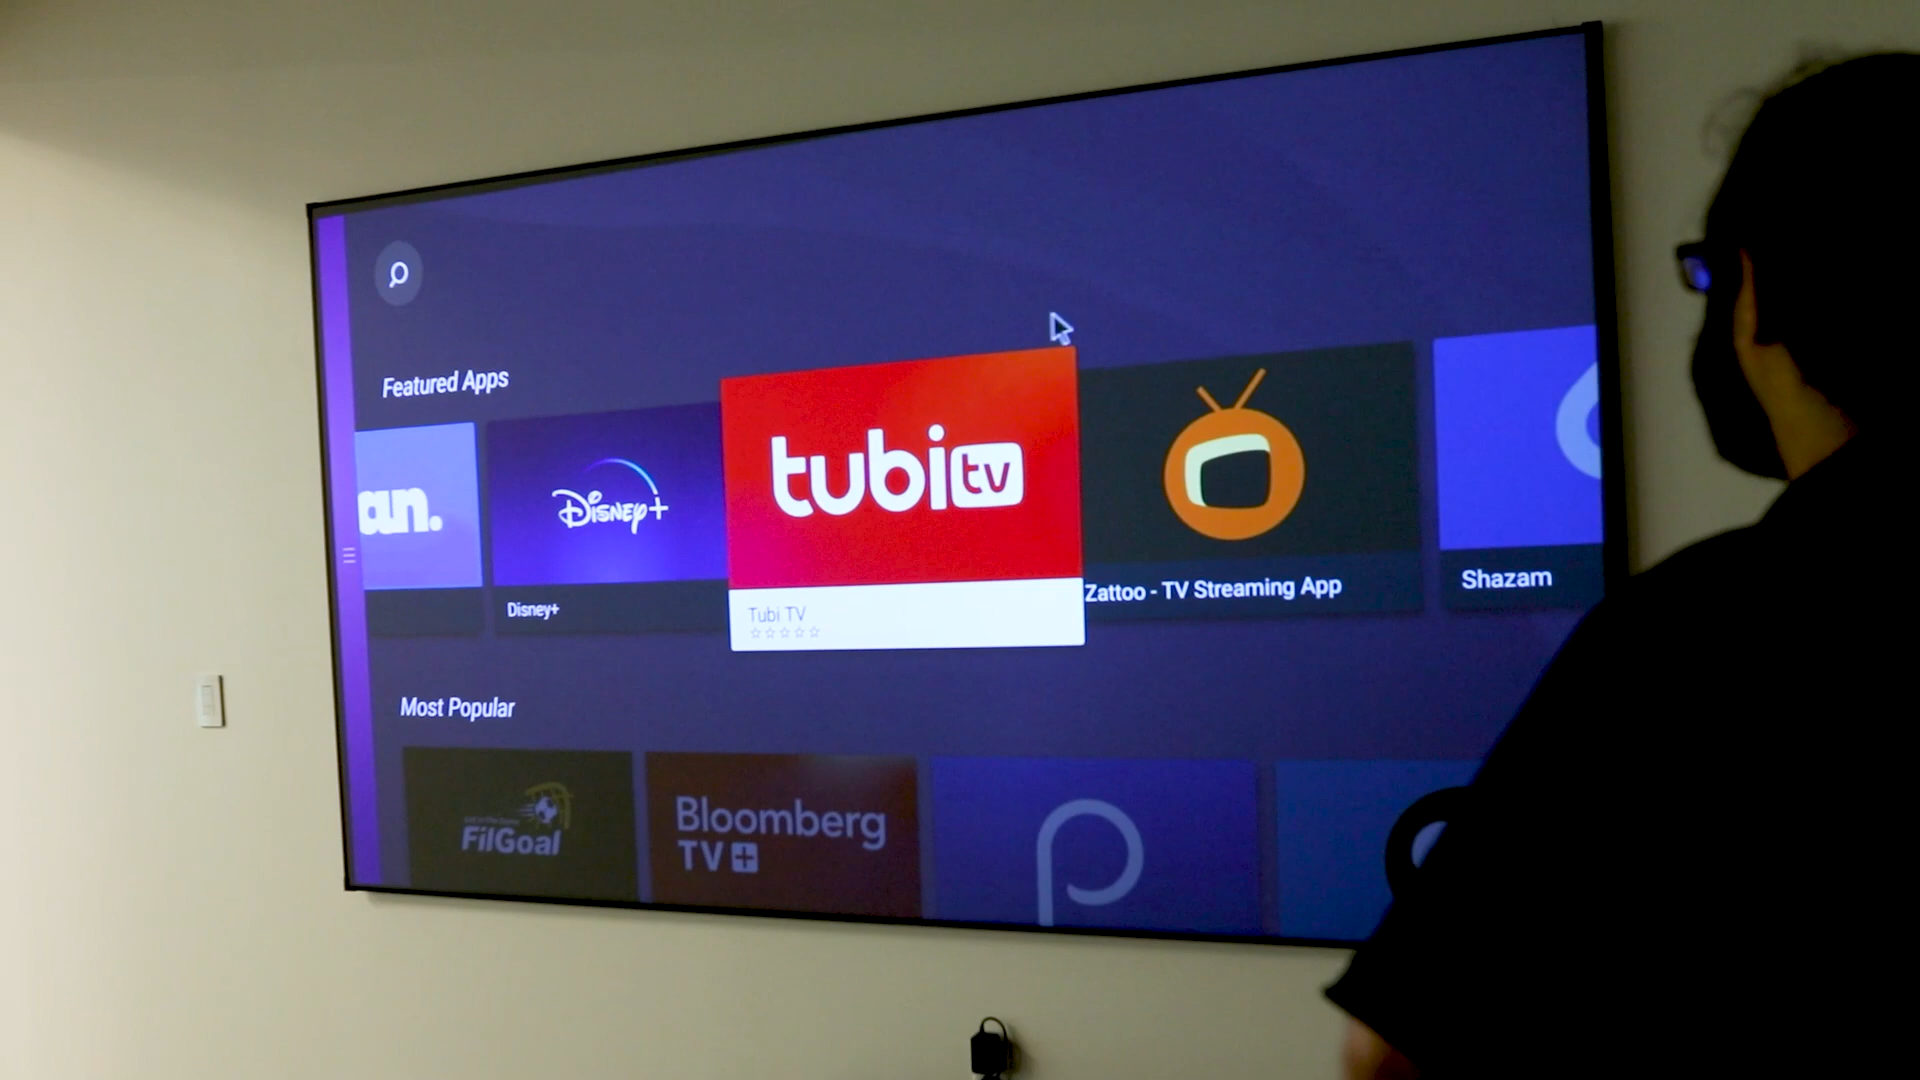 Featured Apps
an.
Disney+
tubi tv
Disney+
Tubi TV
Zattoo - TV Streaming App
Shazam
Most Popular
FilGoal
Bloomberg
TV+